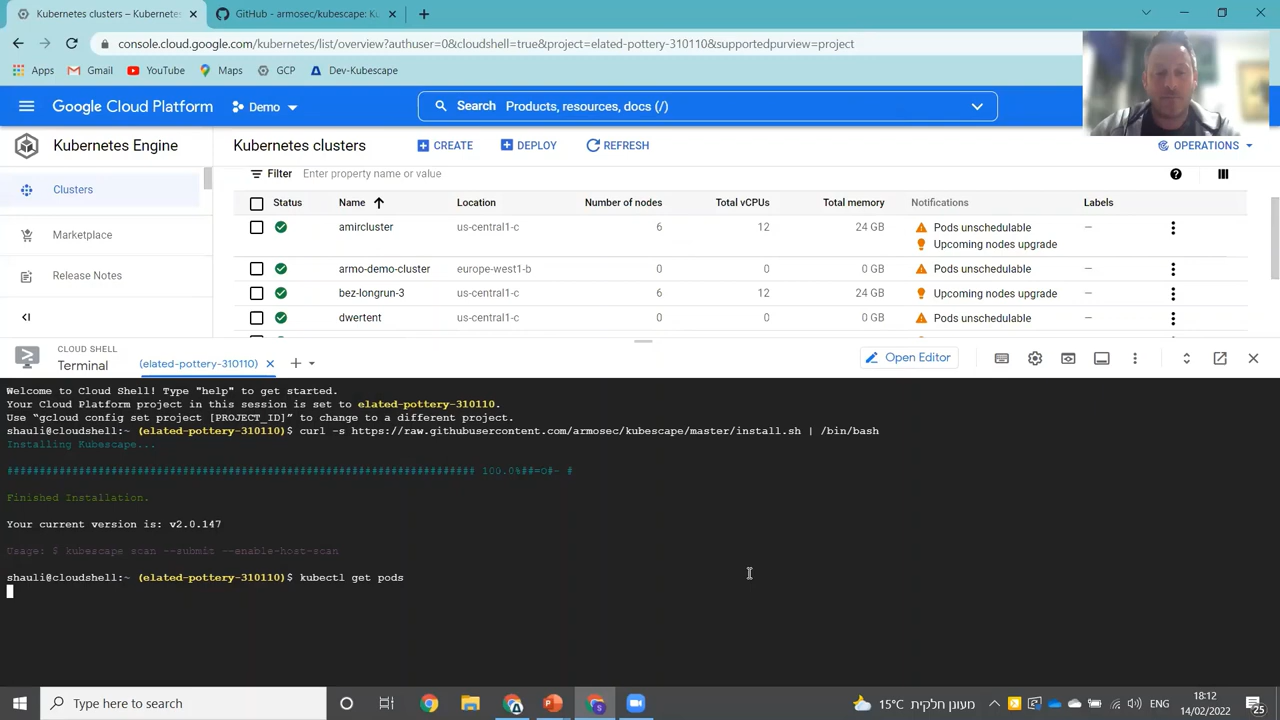 Kubernetes clusters – Kubernetes
GitHub - armosec/kubescape: K
console.cloud.google.com/kubernetes/list/overview?authuser=0&cloudshell=true&project=elated-pottery-310110&supportedpurview=project
Apps Gmail YouTube Maps GCP Dev-Kubescape
Google Cloud Platform Demo Search Products, resources, docs (/)
Kubernetes Engine Kubernetes clusters CREATE DEPLOY REFRESH OPERATIONS
Clusters
Marketplace
Release Notes
Filter Enter property name or value
Status Name Location Number of nodes Total vCPUs Total memory Notifications Labels
amircluster us-central1-c 6 12 24 GB Pods unschedulable –
Upcoming nodes upgrade
armo-demo-cluster europe-west1-b 0 0 0 GB Pods unschedulable –
bez-longrun-3 us-central1-c 6 12 24 GB Upcoming nodes upgrade –
dwertent us-central1-c 0 0 0 GB Pods unschedulable –
CLOUD SHELL
Terminal (elated-pottery-310110) Open Editor
Welcome to Cloud Shell! Type "help" to get started.
Your Cloud Platform project in this session is set to elated-pottery-310110.
Use “gcloud config set project [PROJECT_ID]” to change to a different project.
shauli@cloudshell:~ (elated-pottery-310110)$ curl -s https://raw.githubusercontent.com/armosec/kubescape/master/install.sh | /bin/bash
Installing Kubescape...
######################################################################## 100.0%##=O#- #
Finished Installation.
Your current version is: v2.0.147
Usage: $ kubescape scan --submit --enable-host-scan
shauli@cloudshell:~ (elated-pottery-310110)$ kubectl get pods
Type here to search
15°C מעונן חלקית
ENG
18:12
14/02/2022
25